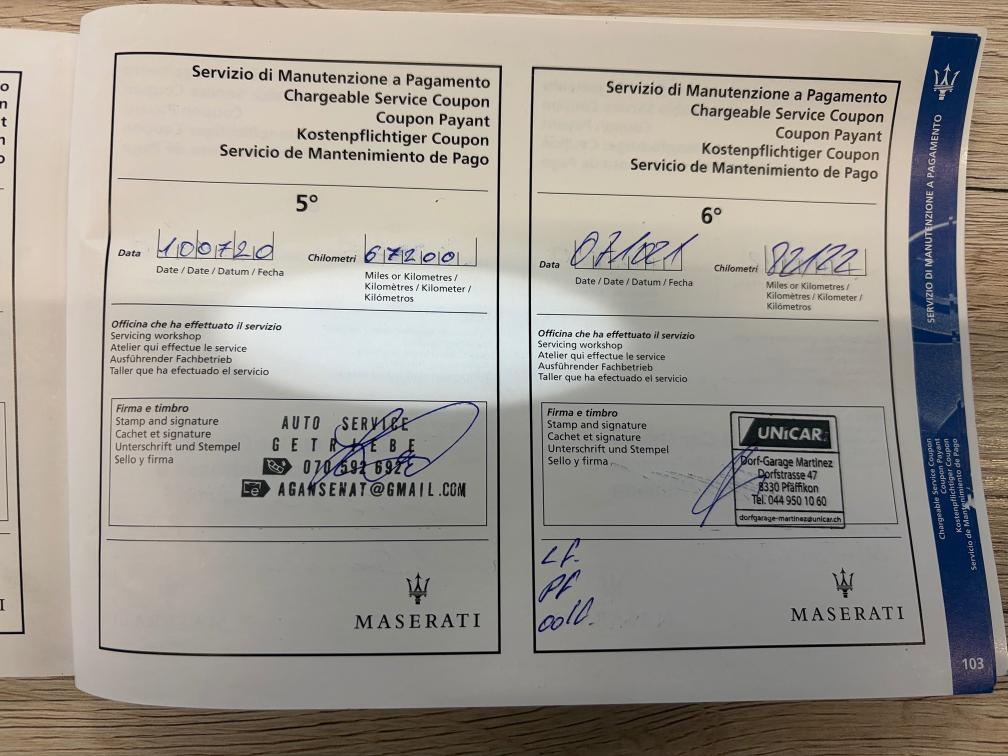 Servizio di Manutenzione a Pagamento
Chargeable Service Coupon
Coupon Payant
Kostenpflichtiger Coupon
Servicio de Mantenimiento de Pago
5°
Data 100720 Chilometri 67200
Date / Date / Datum / Fecha
Miles or Kilometres /
Kilomètres / Kilometer /
Kilómetros
Officina che ha effettuato il servizio
Servicing workshop
Atelier qui effectue le service
Ausführender Fachbetrieb
Taller que ha efectuado el servicio
Firma e timbro
Stamp and signature
Cachet et signature
Unterschrift und Stempel
Sello y firma
AUTO SERVICE
GETRIEBE
070 592 692
AGANSENAT@GMAIL.COM
MASERATI
Servizio di Manutenzione a Pagamento
Chargeable Service Coupon
Coupon Payant
Kostenpflichtiger Coupon
Servicio de Mantenimiento de Pago
6°
Data 071021 Chilometri 82122
Date / Date / Datum / Fecha
Miles or Kilometres /
Kilomètres / Kilometer /
Kilómetros
Officina che ha effettuato il servizio
Servicing workshop
Atelier qui effectue le service
Ausführender Fachbetrieb
Taller que ha efectuado el servicio
Firma e timbro
Stamp and signature
Cachet et signature
Unterschrift und Stempel
Sello y firma
UNiCAR
Dorf-Garage Martinez
Dorfstrasse 47
8330 Pfäffikon
Tel. 044 950 10 60
dorfgarage-martinez@unicar.ch
LF.
PF
MASERATI
SERVIZIO DI MANUTENZIONE A PAGAMENTO
Chargeable Service Coupon
Coupon Payant
Kostenpflichtiger Coupon
Servicio de Mantenimiento de Pago
103